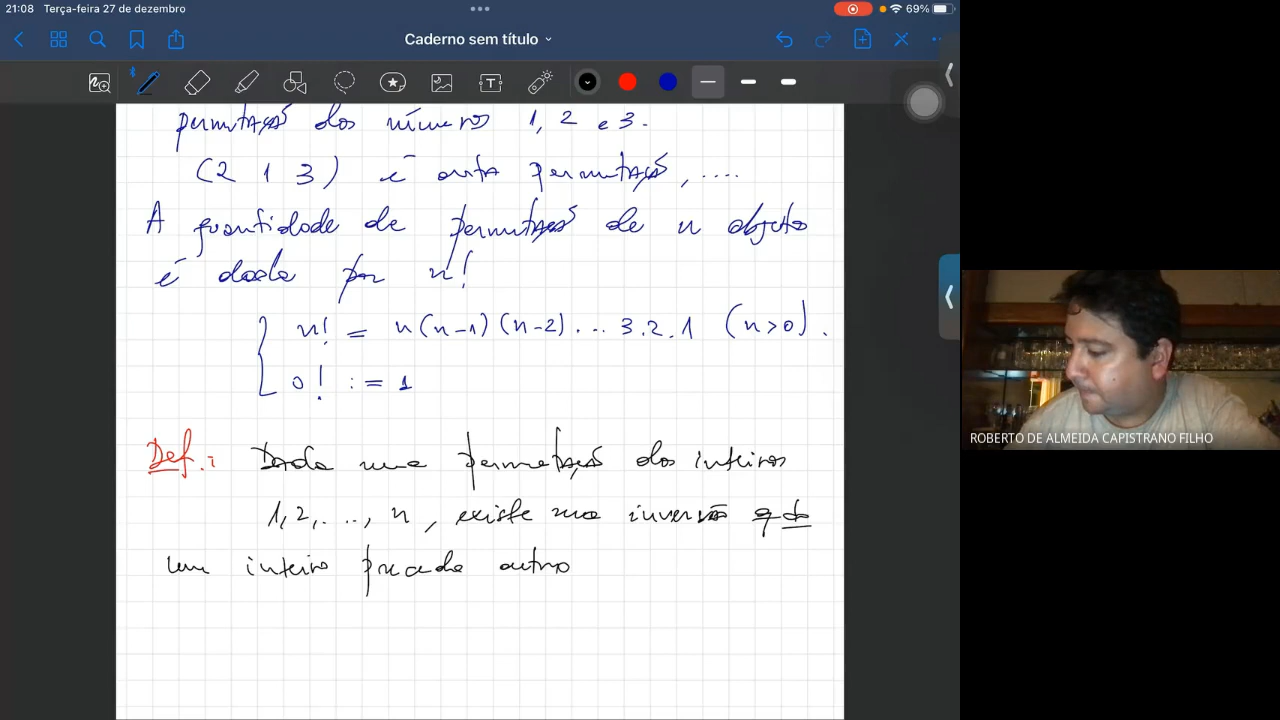 21:08 Terça-feira 27 de dezembro
69%
Caderno sem título
permutação dos números 1, 2 e 3.
(2 1 3) é outra permutação, ....
A quantidade de permutações de n objetos
é dada por n!
n! = n(n-1)(n-2)... 3.2.1 (n>0).
0! := 1
Def.: Dada uma permutação dos inteiros
1, 2, ..., n, existe uma inversão qdo
um inteiro precede outro
ROBERTO DE ALMEIDA CAPISTRANO FILHO